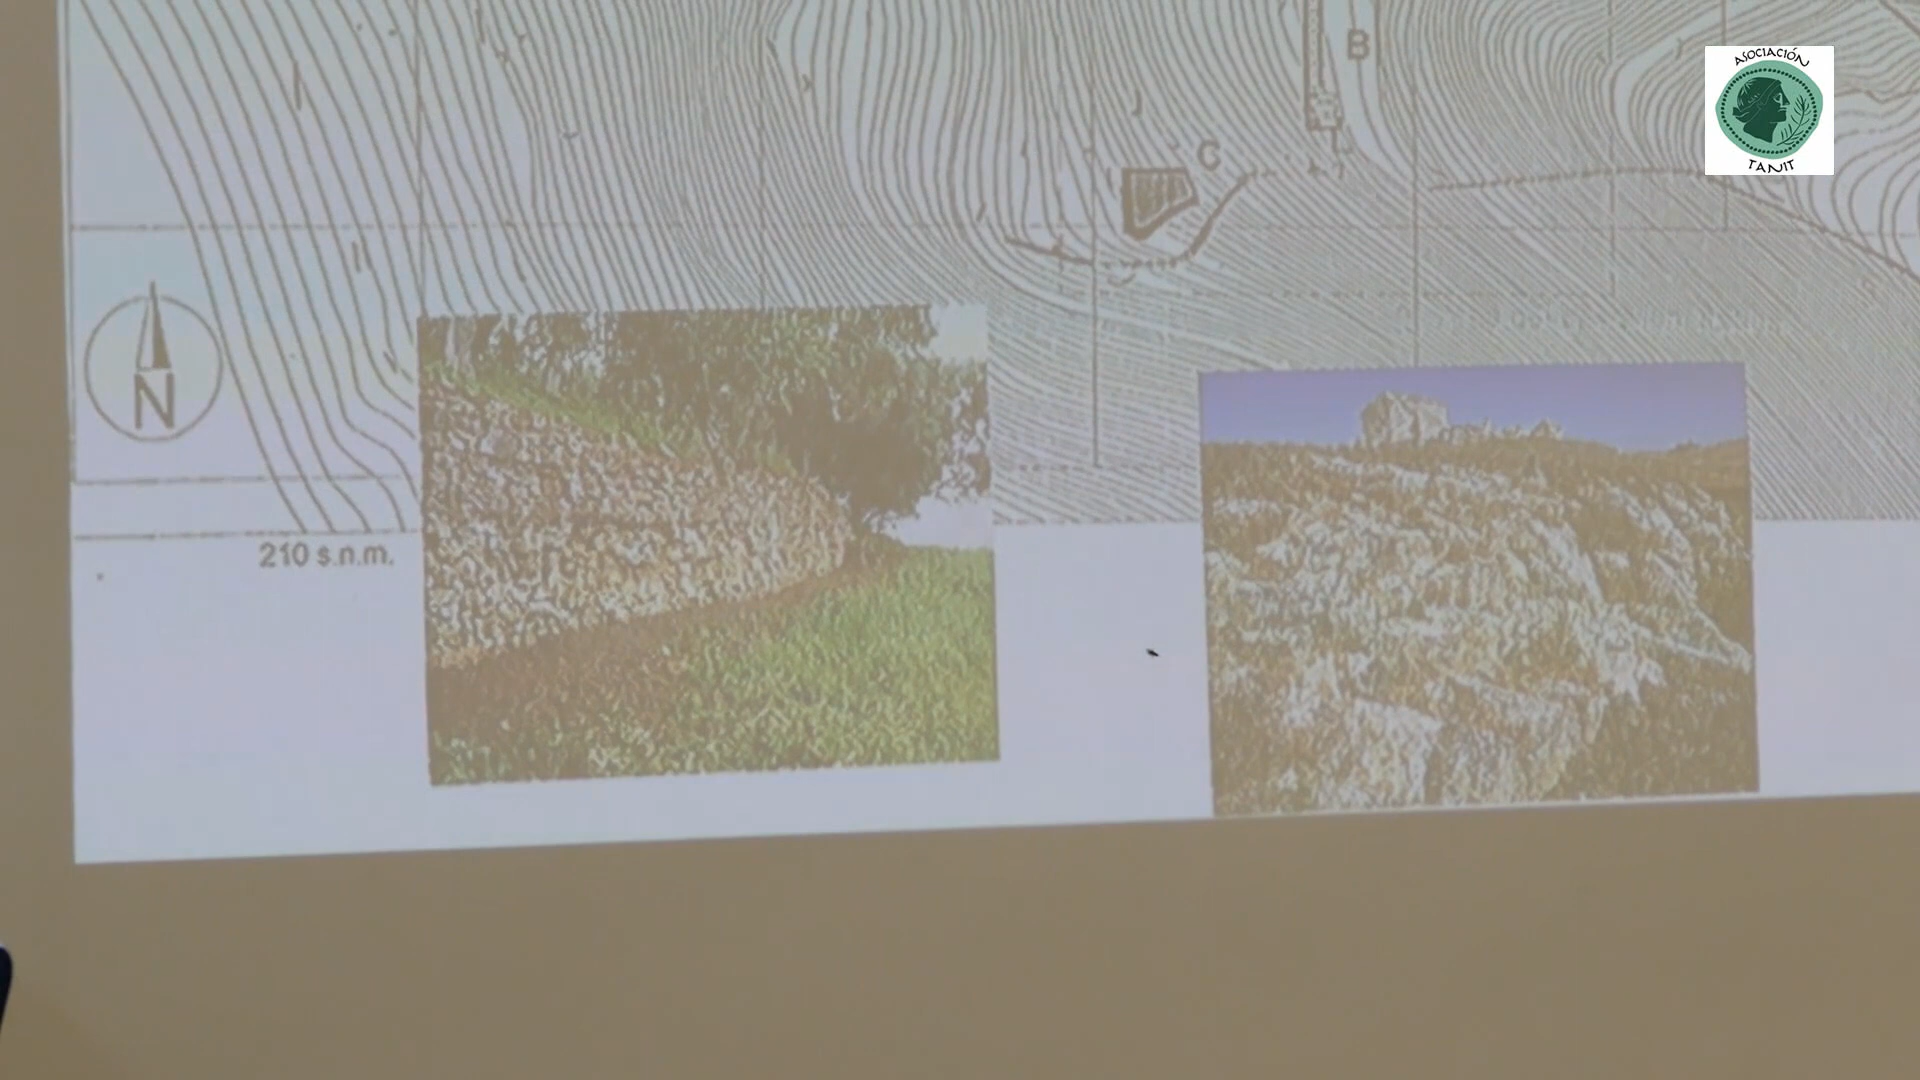 B
ASOCIACIÓN
TANIT
C
N
210 s.n.m.